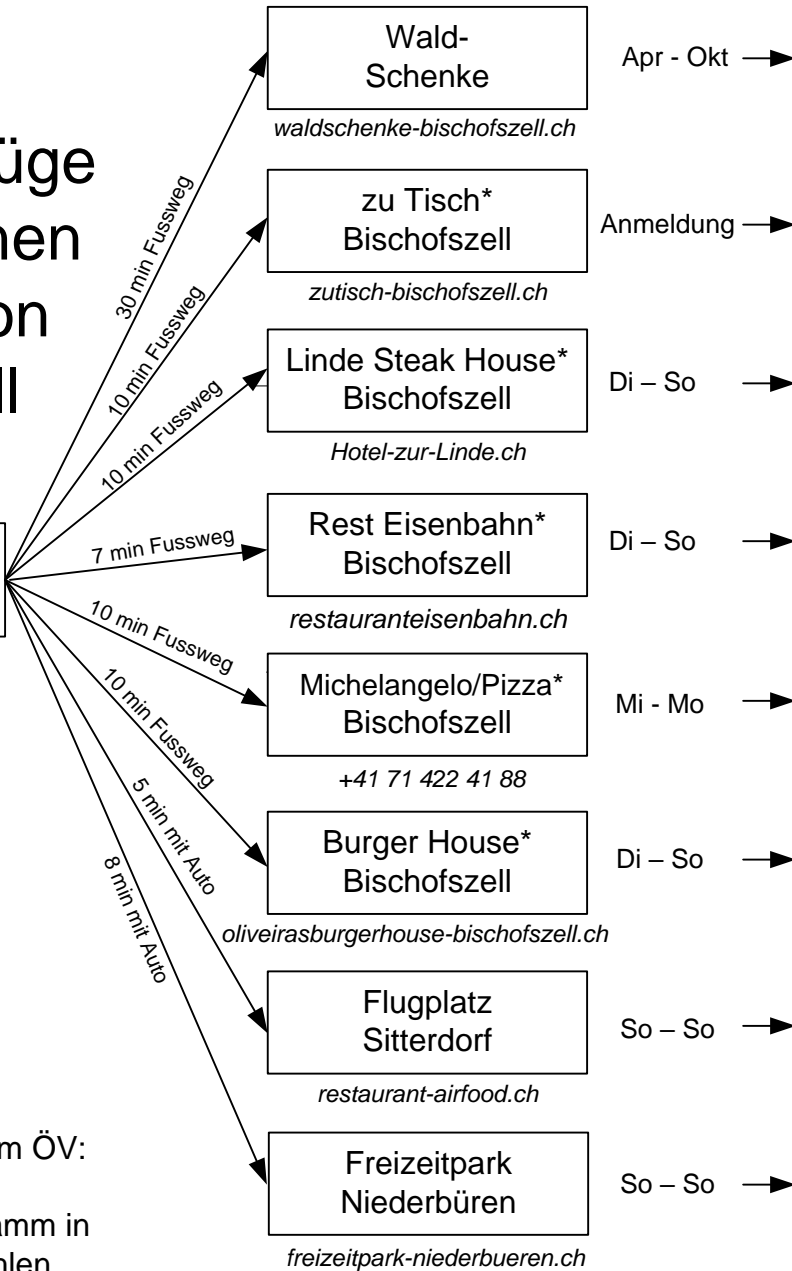 üge
nen
on
ll
30 min Fussweg
Wald-
Schenke
waldschenke-bischofszell.ch
Apr - Okt
10 min Fussweg
zu Tisch*
Bischofszell
zutisch-bischofszell.ch
Anmeldung
10 min Fussweg
Linde Steak House*
Bischofszell
Hotel-zur-Linde.ch
Di – So
7 min Fussweg
Rest Eisenbahn*
Bischofszell
restauranteisenbahn.ch
Di – So
10 min Fussweg
Michelangelo/Pizza*
Bischofszell
+41 71 422 41 88
Mi - Mo
10 min Fussweg
Burger House*
Bischofszell
oliveirasburgerhouse-bischofszell.ch
Di – So
5 min mit Auto
Flugplatz
Sitterdorf
restaurant-airfood.ch
So – So
8 min mit Auto
Freizeitpark
Niederbüren
freizeitpark-niederbueren.ch
So – So
m ÖV:
amm in
hlen